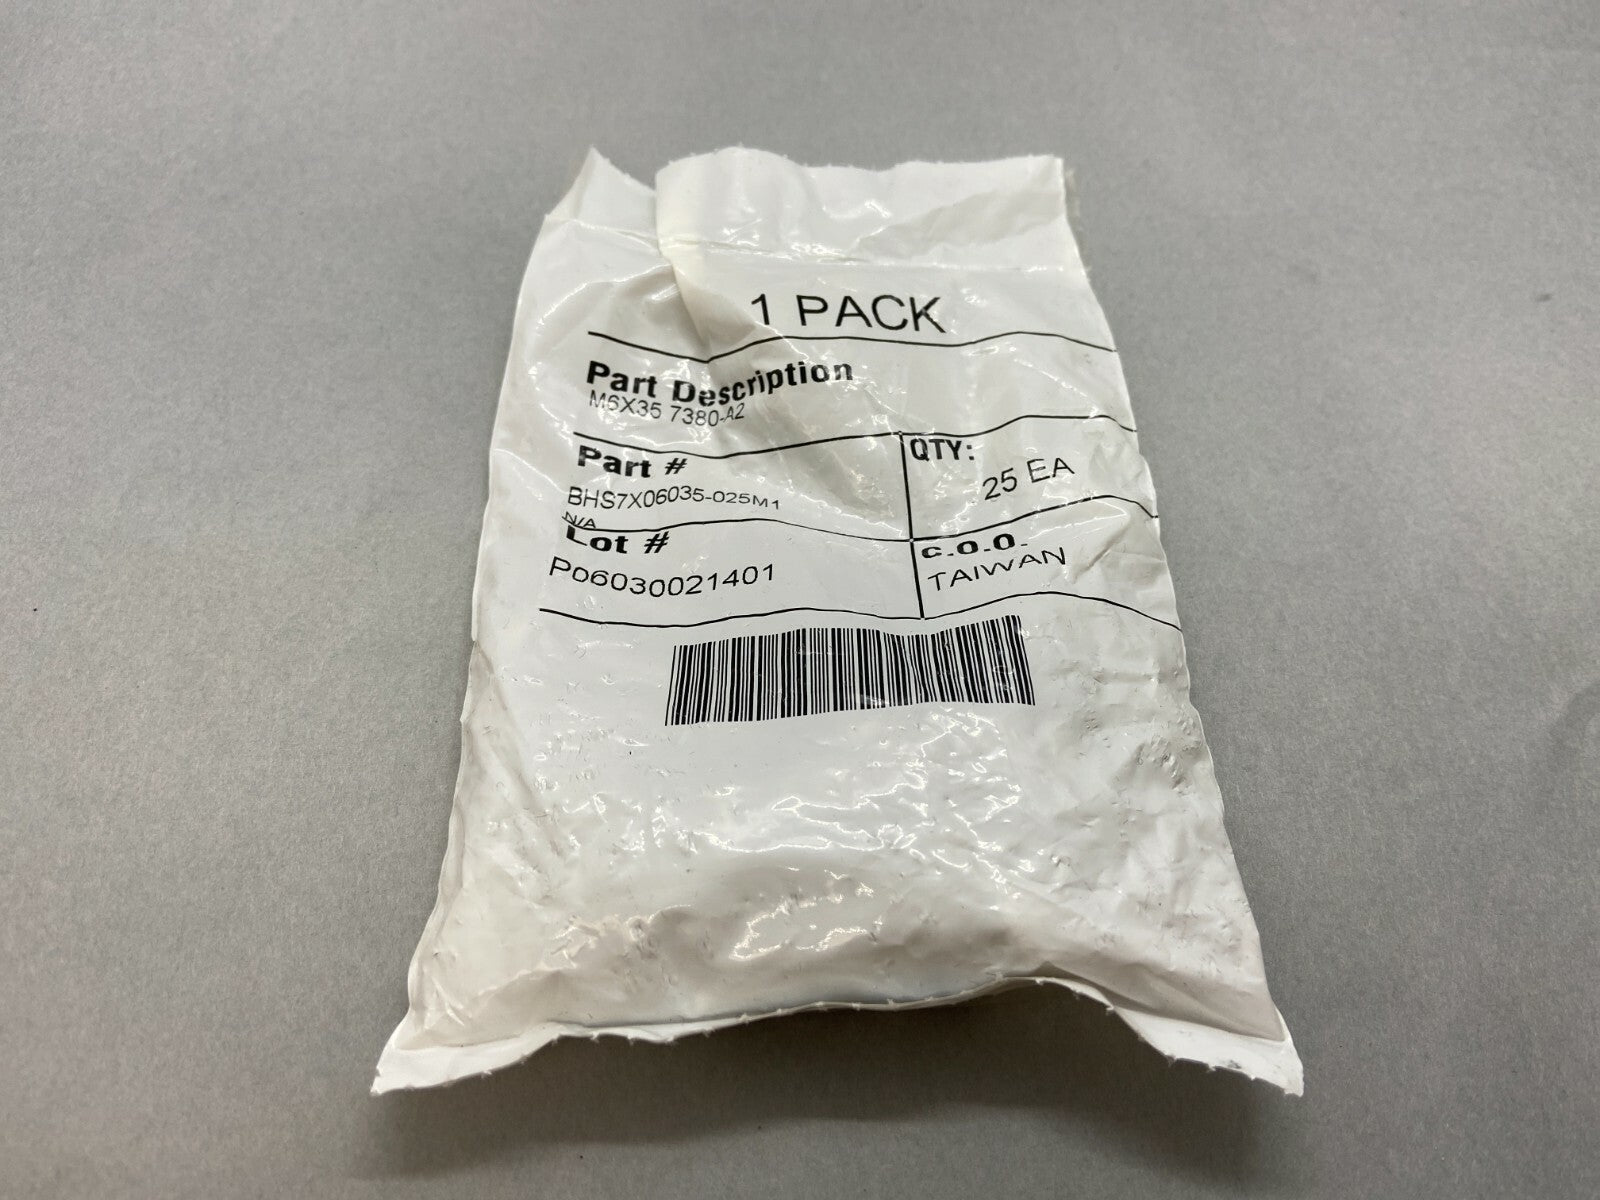 1 PACK
Part Description
M6X35 7380-A2
Part #
BHS7X06035-025M1
N/A
QTY:
25 EA
Lot #
P06030021401
C.O.O.
TAIWAN